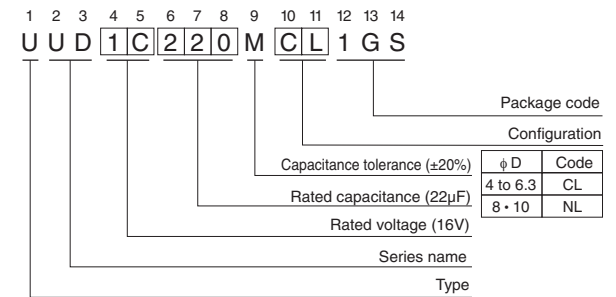 1 2 3 4 5 6 7 8 9 10 11 12 13 14
U U D 1 C 2 2 0 M C L 1 G S
Package code
Configuration
Capacitance tolerance (±20%)
Rated capacitance (22µF)
Rated voltage (16V)
Series name
Type
ϕ D Code
4 to 6.3 CL
8 • 10 NL